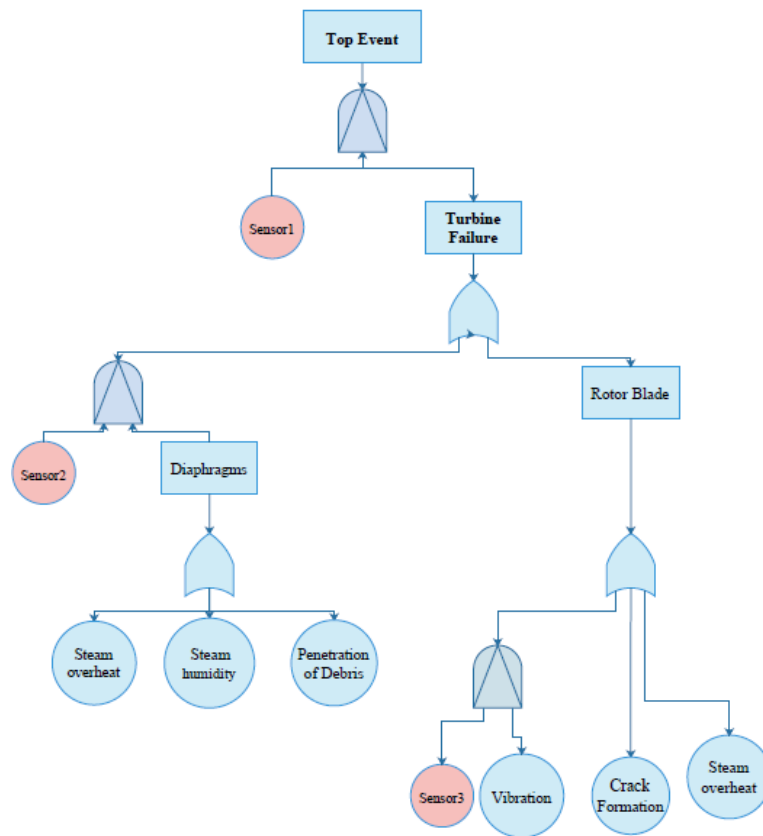 Top Event
Sensor1
Turbine
Failure
Rotor Blade
Sensor2
Diaphragms
Steam
overheat
Steam
humidity
Penetration
of Debris
Sensor3
Vibration
Crack
Formation
Steam
overheat